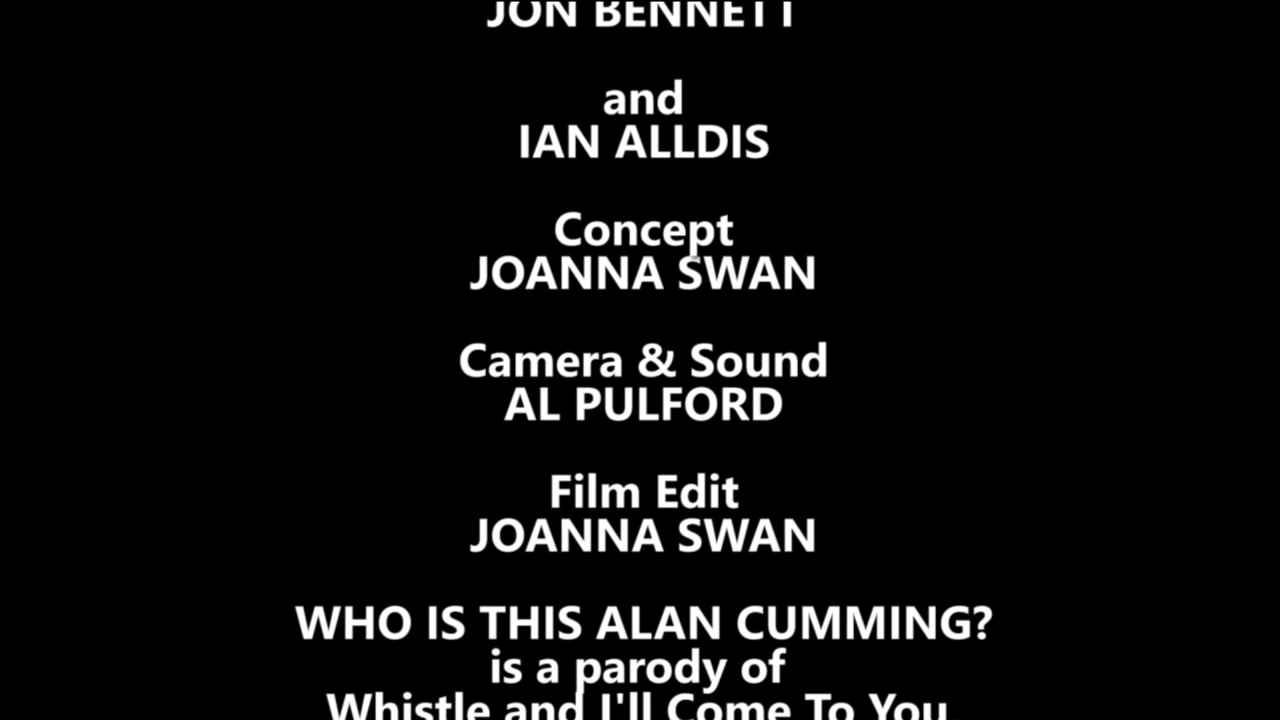 JON BENNETT
and
IAN ALLDIS
Concept
JOANNA SWAN
Camera & Sound
AL PULFORD
Film Edit
JOANNA SWAN
WHO IS THIS ALAN CUMMING?
is a parody of
Whistle and I'll Come To You